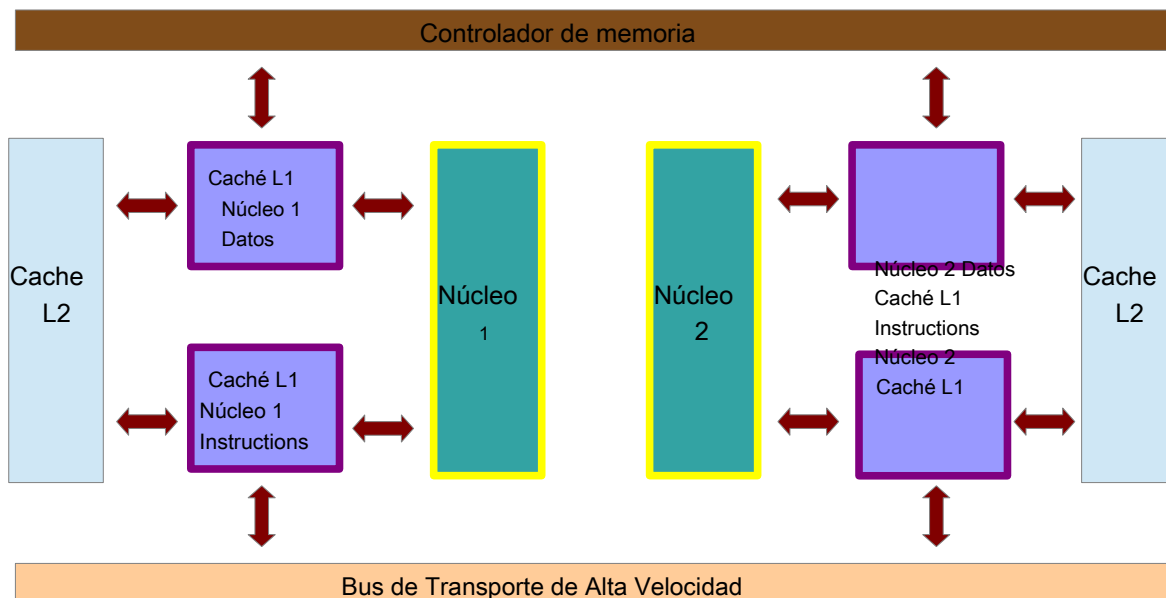 Controlador de memoria
Caché L1
Núcleo 1
Datos
Cache
L2
Núcleo
1
Núcleo
2
Núcleo 2 Datos
Caché L1
Instructions
Núcleo 2
Caché L1
Cache
L2
Caché L1
Núcleo 1
Instructions
Bus de Transporte de Alta Velocidad